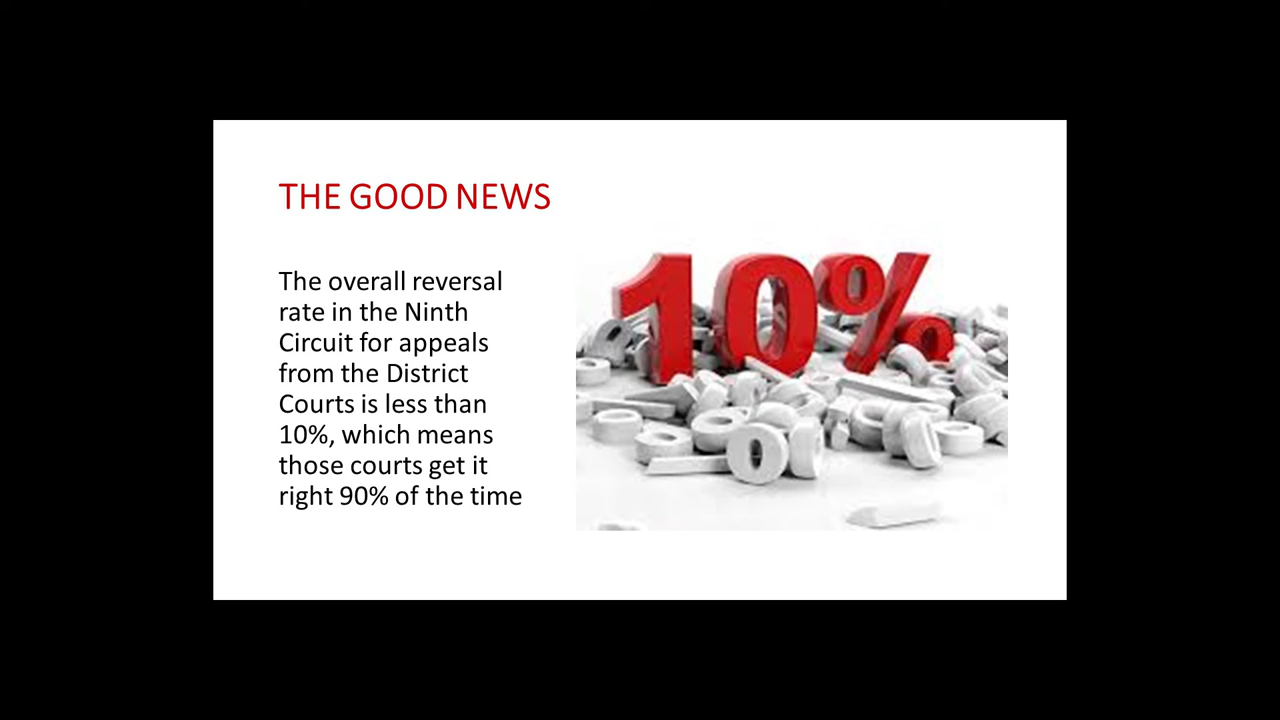 THE GOOD NEWS
The overall reversal
rate in the Ninth
Circuit for appeals
from the District
Courts is less than
10%, which means
those courts get it
right 90% of the time
10%